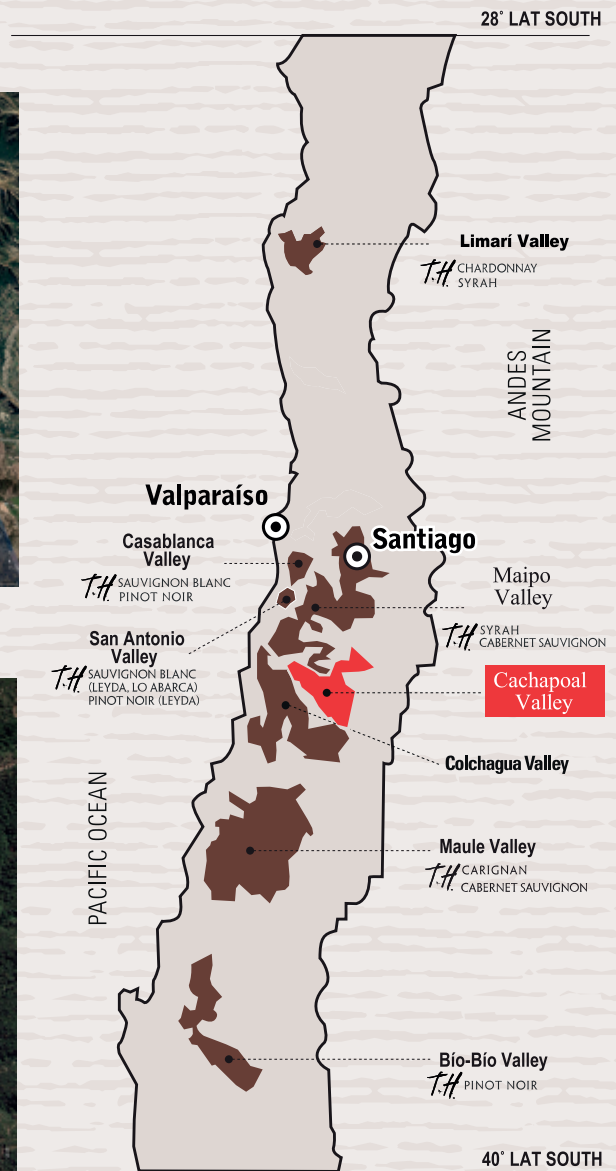 28° LAT SOUTH
Limarí Valley
T.H. CHARDONNAY
SYRAH
ANDES
MOUNTAIN
Valparaíso
Santiago
Casablanca
Valley
T.H. SAUVIGNON BLANC
PINOT NOIR
Maipo
Valley
T.H. SYRAH
CABERNET SAUVIGNON
San Antonio
Valley
T.H. SAUVIGNON BLANC
(LEYDA, LO ABARCA)
PINOT NOIR (LEYDA)
Cachapoal
Valley
Colchagua Valley
PACIFIC OCEAN
Maule Valley
T.H. CARIGNAN
CABERNET SAUVIGNON
Bío-Bío Valley
T.H. PINOT NOIR
40° LAT SOUTH